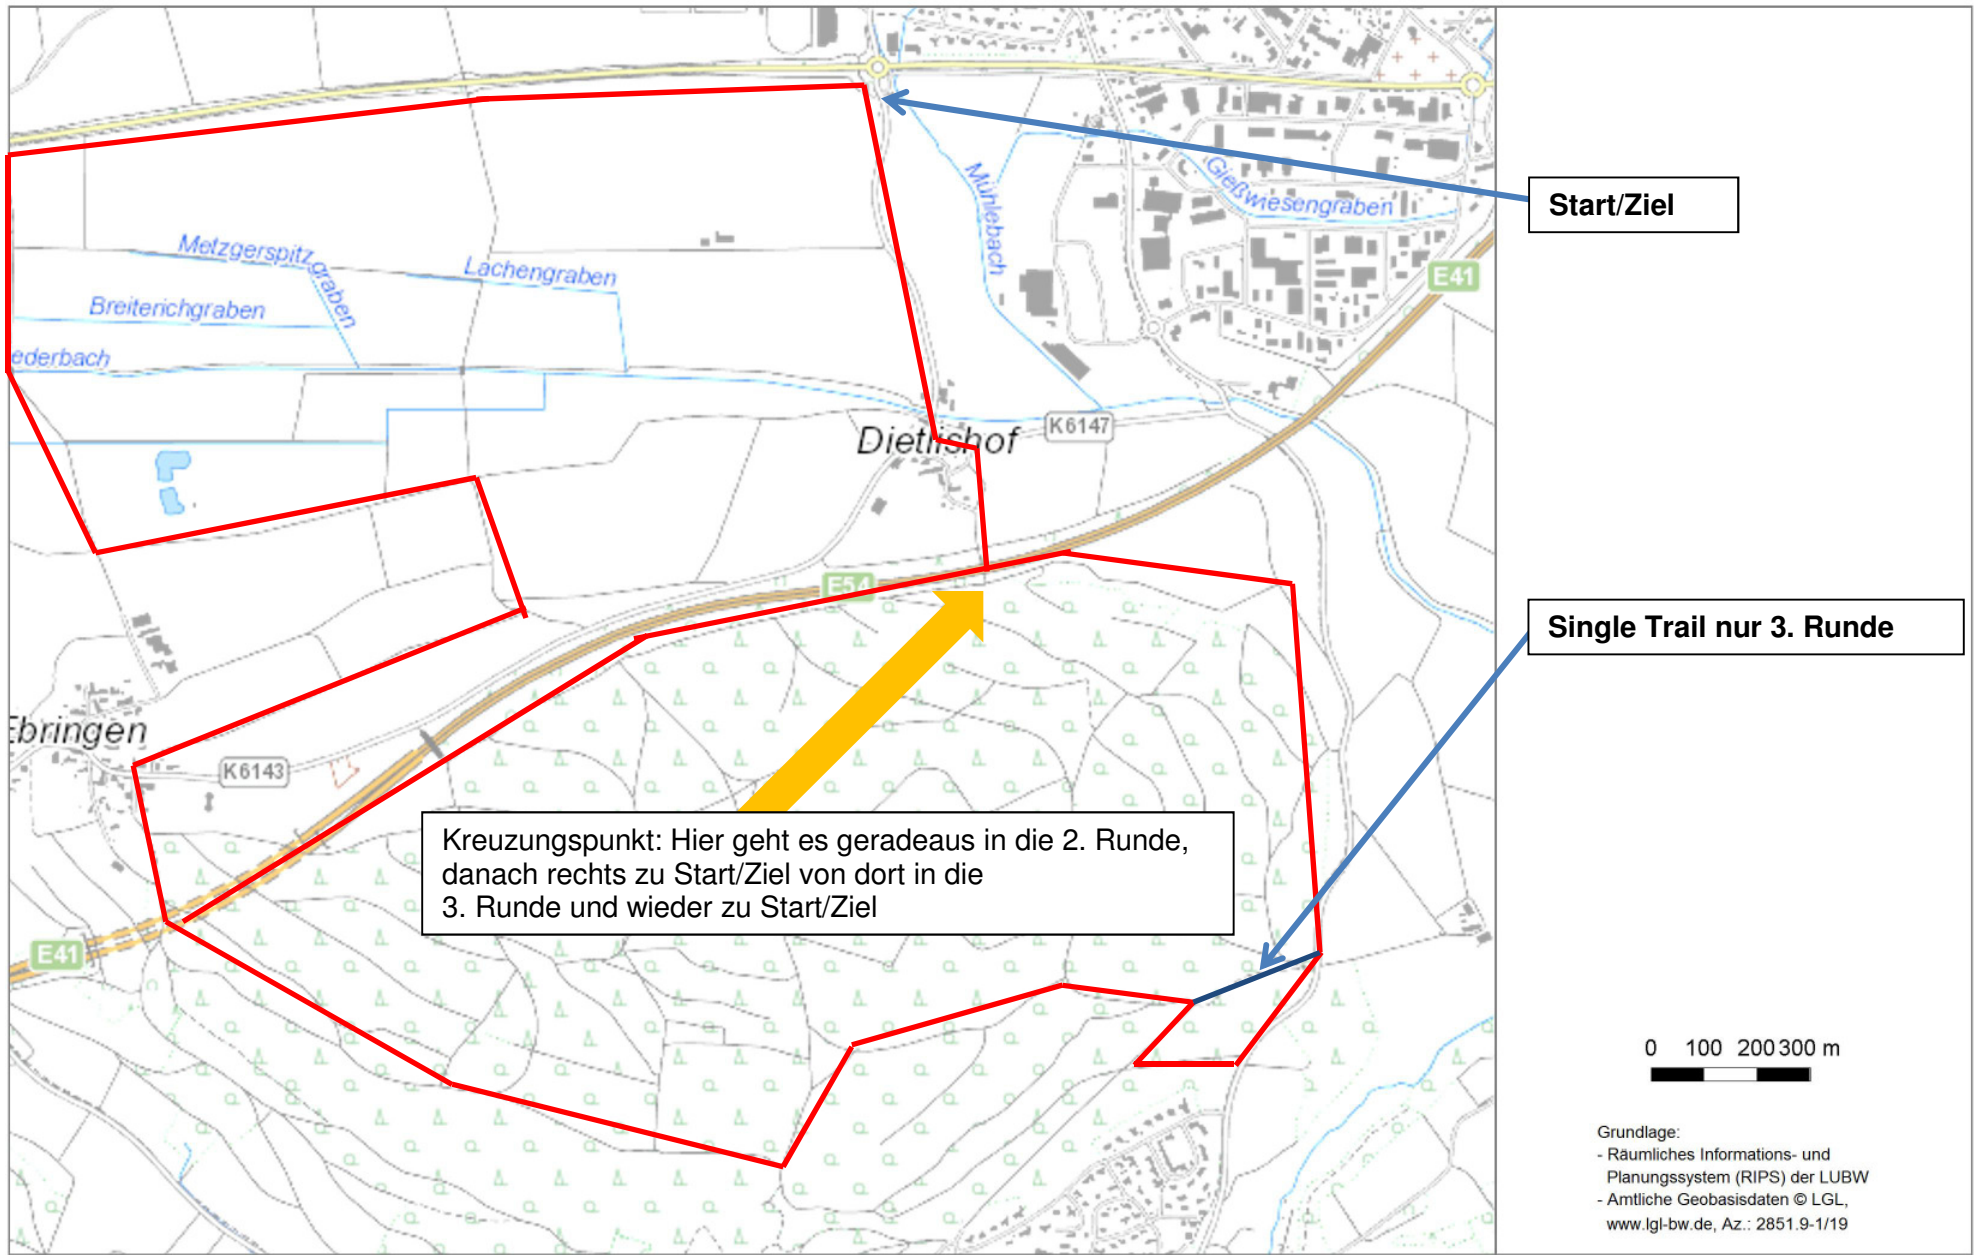 Start/Ziel
Mühlebach
Gießwiesengraben
Metzgerspitzgraben
Lachengraben
E41
Breiterichgraben
ederbach
K6147
Dietlishof
E54
Single Trail nur 3. Runde
Ebringen
K6143
Kreuzungspunkt: Hier geht es geradeaus in die 2. Runde,
danach rechts zu Start/Ziel von dort in die
3. Runde und wieder zu Start/Ziel
E41
0 100 200 300 m
Grundlage:
- Räumliches Informations- und
Planungssystem (RIPS) der LUBW
- Amtliche Geobasisdaten © LGL,
www.lgl-bw.de, Az.: 2851.9-1/19